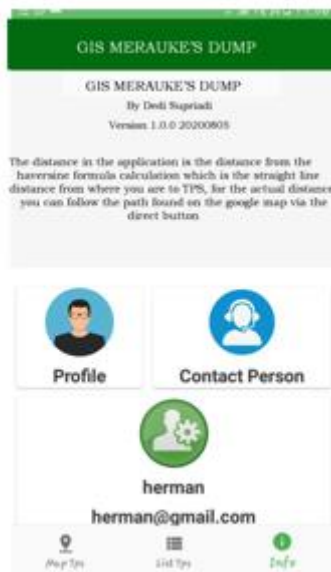 GIS MERAUKE'S DUMP
GIS MERAUKE'S DUMP
By Dedi Supriadi
Version 1.0.0 20200805
The distance in the application is the distance from the
haversine formula calculation which is the straight line
distance from where you are to TPS, for the actual distance
you can follow the path found on the google map via the
direct button
Profile
Contact Person
herman
herman@gmail.com
Map Tps
List Tps
Info